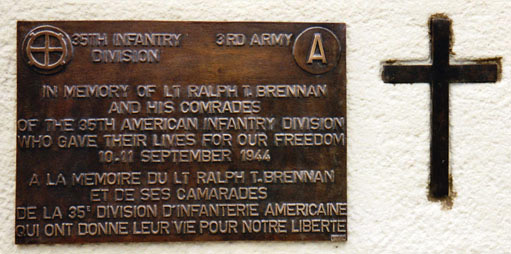 35TH INFANTRY 3RD ARMY A
DIVISION
IN MEMORY OF LT RALPH T. BRENNAN
AND HIS COMRADES
OF THE 35TH AMERICAN INFANTRY DIVISION
WHO GAVE THEIR LIVES FOR OUR FREEDOM
10-11 SEPTEMBER 1944
A LA MEMOIRE DU LT RALPH T. BRENNAN
ET DE SES CAMARADES
DE LA 35E DIVISION D'INFANTERIE AMERICAINE
QUI ONT DONNE LEUR VIE POUR NOTRE LIBERTE